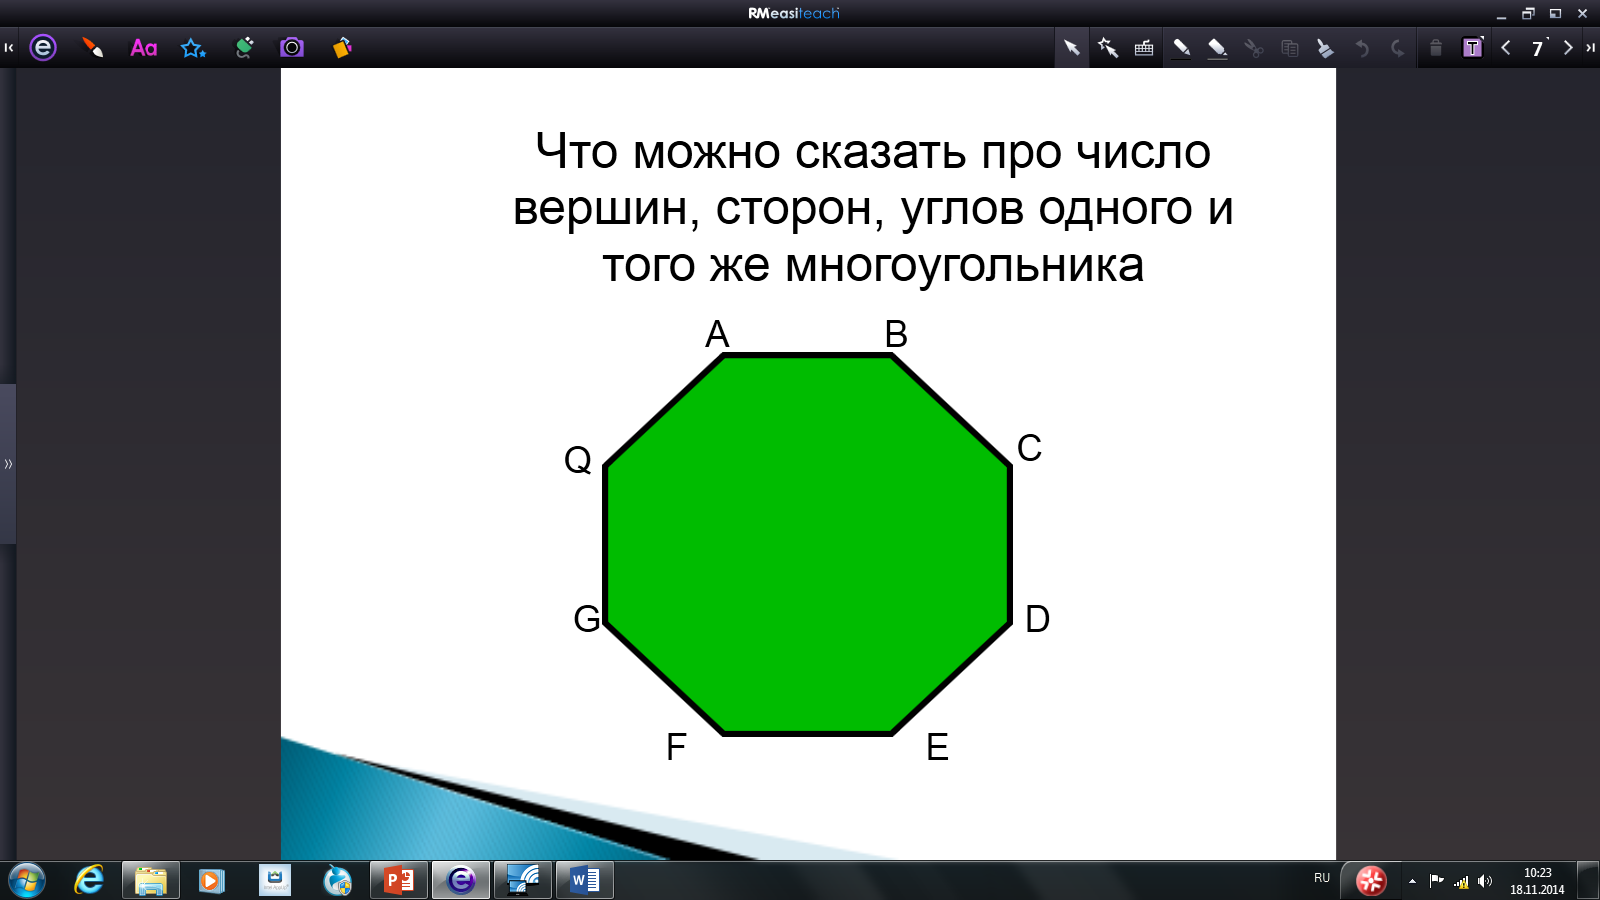 RMeasiteach
Aa
T
7
Что можно сказать про число
вершин, сторон, углов одного и
того же многоугольника
A
B
Q
C
G
D
F
E
RU
10:23
18.11.2014